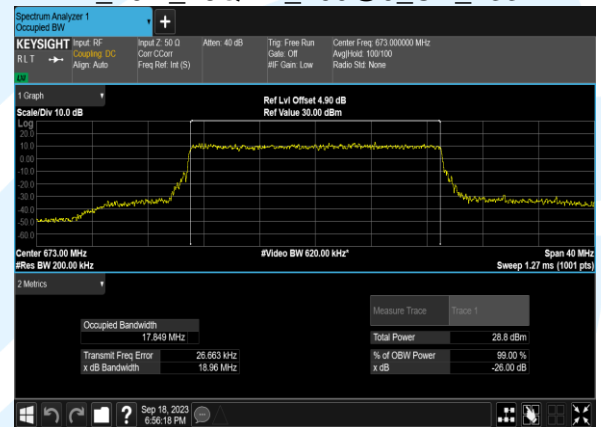 Spectrum Analyzer 1
Occupied BW
KEYSIGHT
RLT
Input: RF
Coupling: DC
Align: Auto
Input Z: 50 Ω
Corr CCorr
Freq Ref: Int (S)
Atten: 40 dB
Trig: Free Run
Gate: Off
#IF Gain: Low
Center Freq: 673.000000 MHz
Avg|Hold: 100/100
Radio Std: None
1 Graph
Scale/Div 10.0 dB
Ref Lvl Offset 4.90 dB
Ref Value 30.00 dBm
Log
20.0
10.0
0.00
-10.0
-20.0
-30.0
-40.0
-50.0
-60.0
Center 673.00 MHz
#Res BW 200.00 kHz
#Video BW 620.00 kHz*
Span 40 MHz
Sweep 1.27 ms (1001 pts)
2 Metrics
Measure Trace
Trace 1
Occupied Bandwidth
17.849 MHz
Total Power
28.8 dBm
Transmit Freq Error
26.663 kHz
% of OBW Power
99.00 %
x dB Bandwidth
18.96 MHz
x dB
-26.00 dB
?
Sep 18, 2023
6:56:18 PM